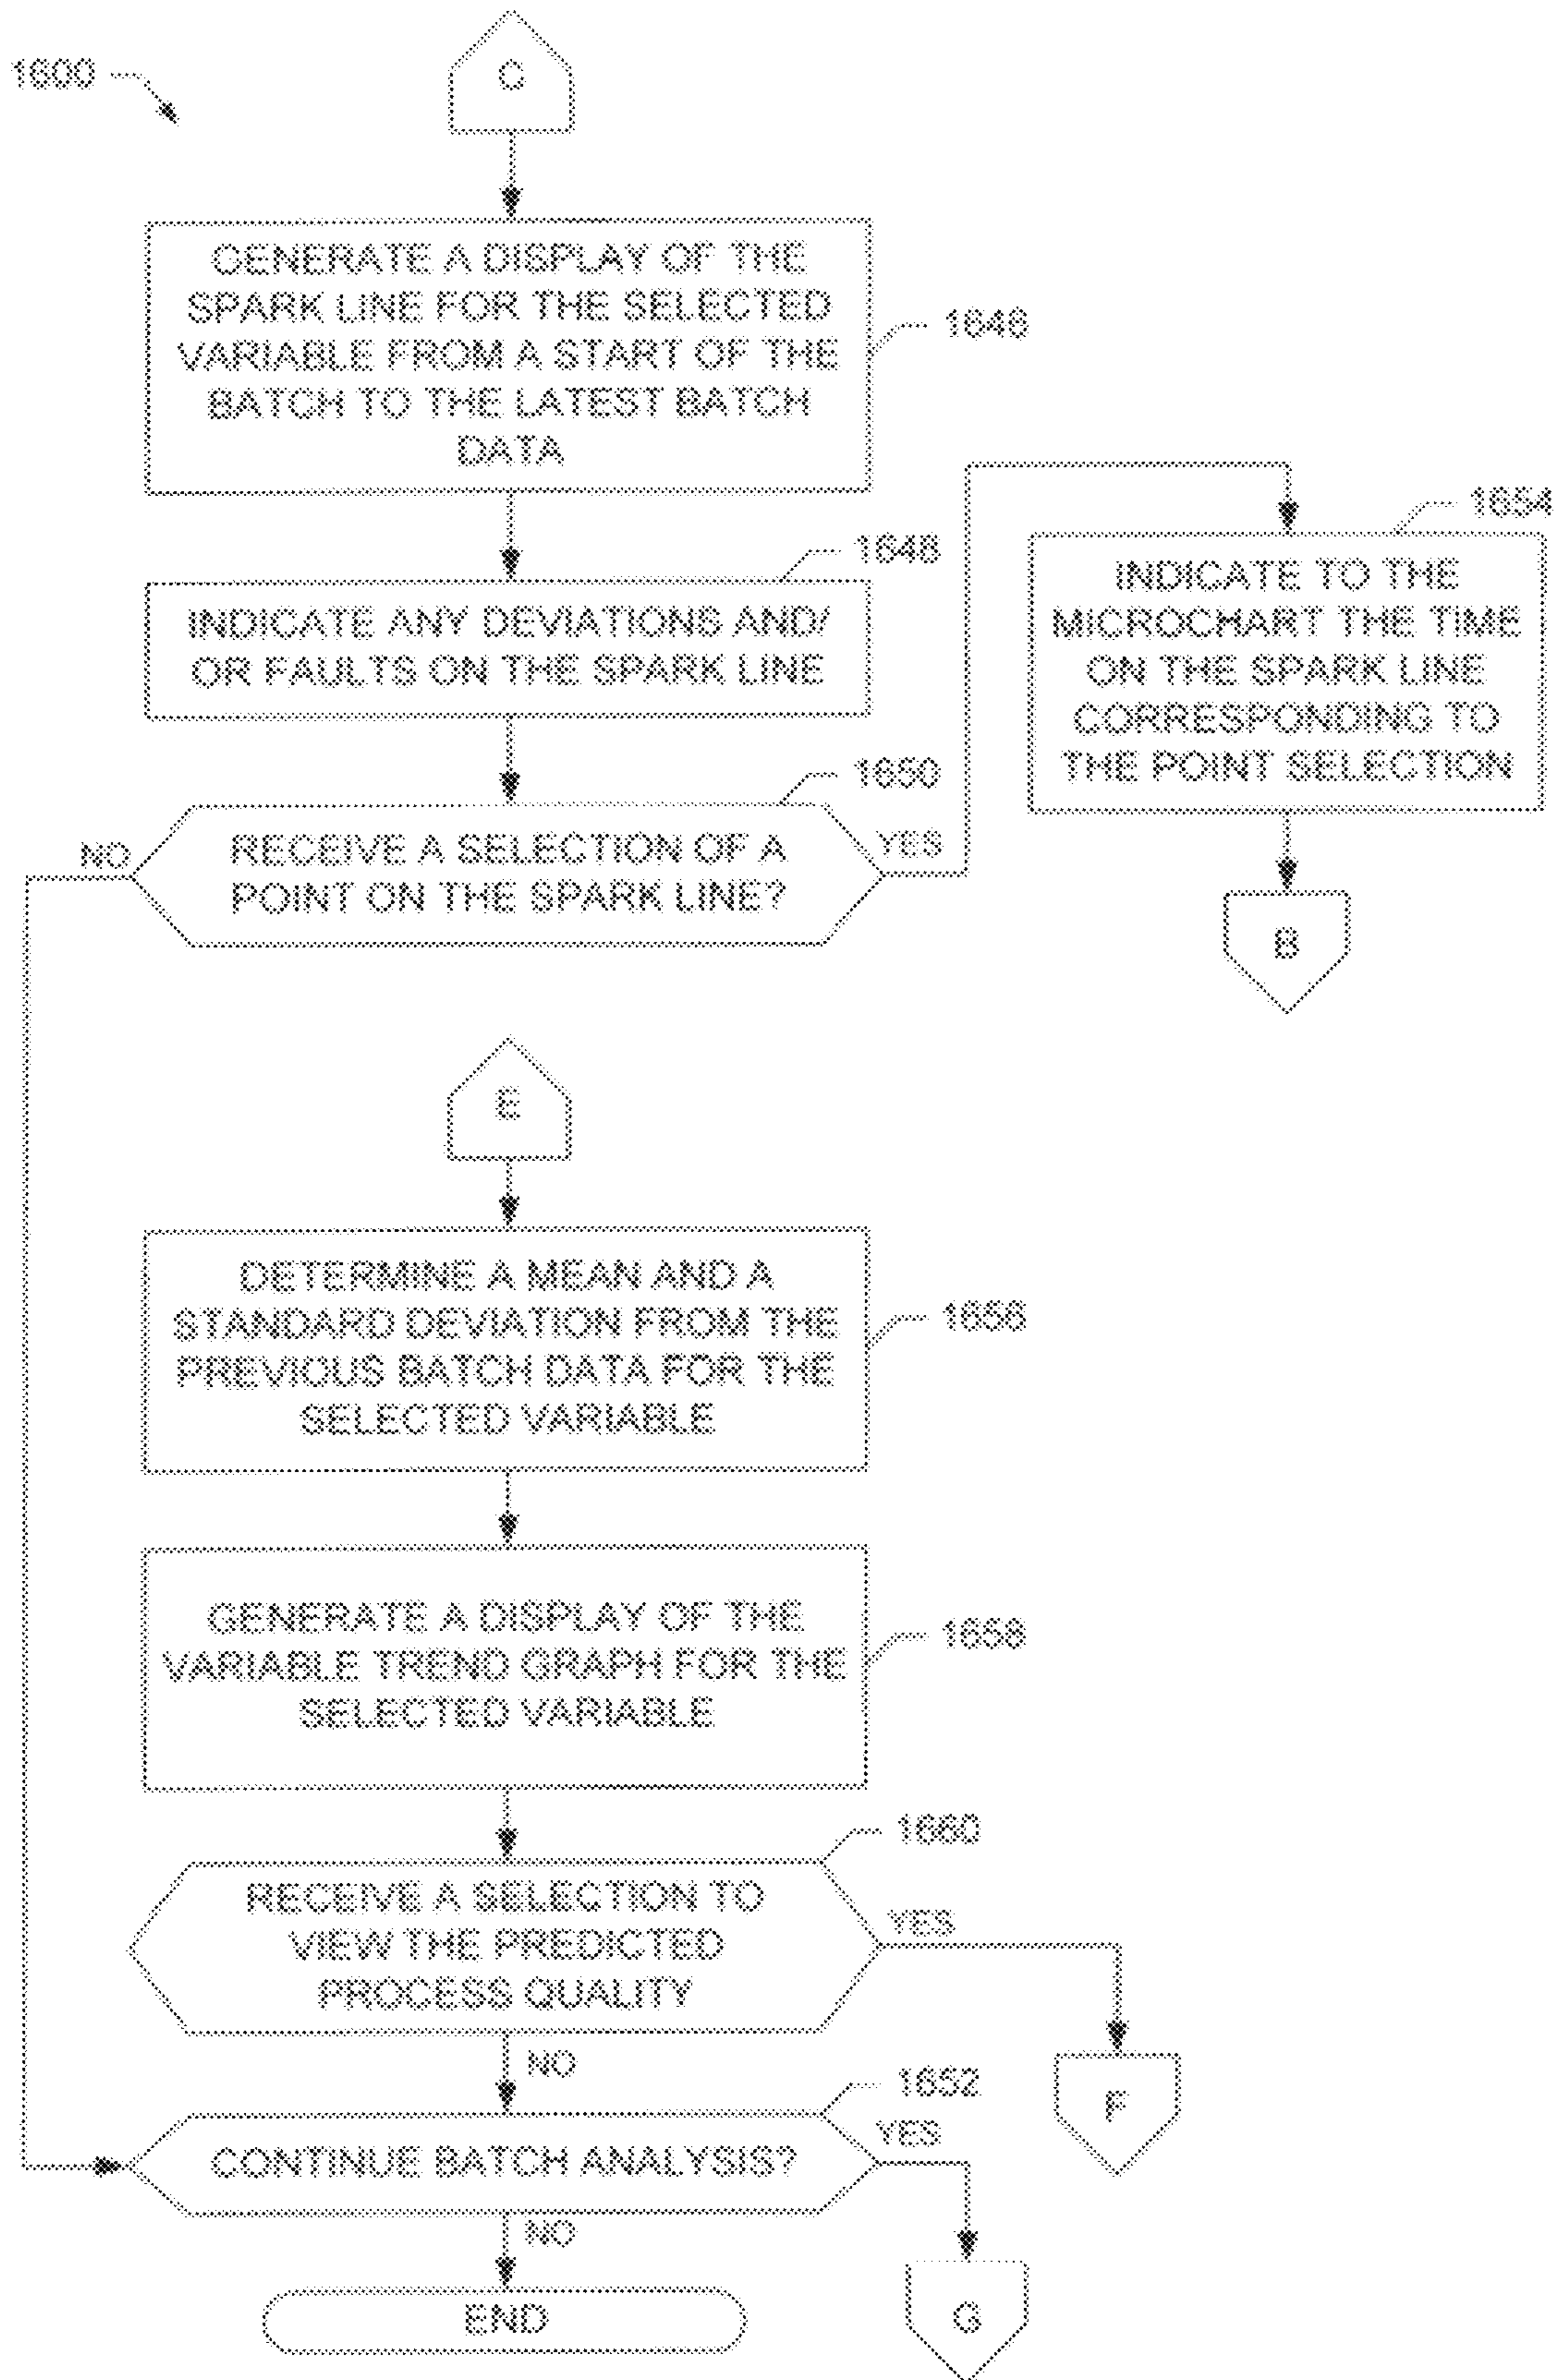 1600
C
GENERATE A DISPLAY OF THE
SPARK LINE FOR THE SELECTED
VARIABLE FROM A START OF THE
BATCH TO THE LATEST BATCH
DATA
1646
1648
INDICATE ANY DEVIATIONS AND/
OR FAULTS ON THE SPARK LINE
1654
INDICATE TO THE
MICROCHART THE TIME
ON THE SPARK LINE
CORRESPONDING TO
THE POINT SELECTION
1650
NO
RECEIVE A SELECTION OF A
POINT ON THE SPARK LINE?
YES
B
E
DETERMINE A MEAN AND A
STANDARD DEVIATION FROM THE
PREVIOUS BATCH DATA FOR THE
SELECTED VARIABLE
1656
GENERATE A DISPLAY OF THE
VARIABLE TREND GRAPH FOR THE
SELECTED VARIABLE
1658
1660
RECEIVE A SELECTION TO
VIEW THE PREDICTED
PROCESS QUALITY
YES
F
NO
1652
CONTINUE BATCH ANALYSIS?
YES
NO
G
END